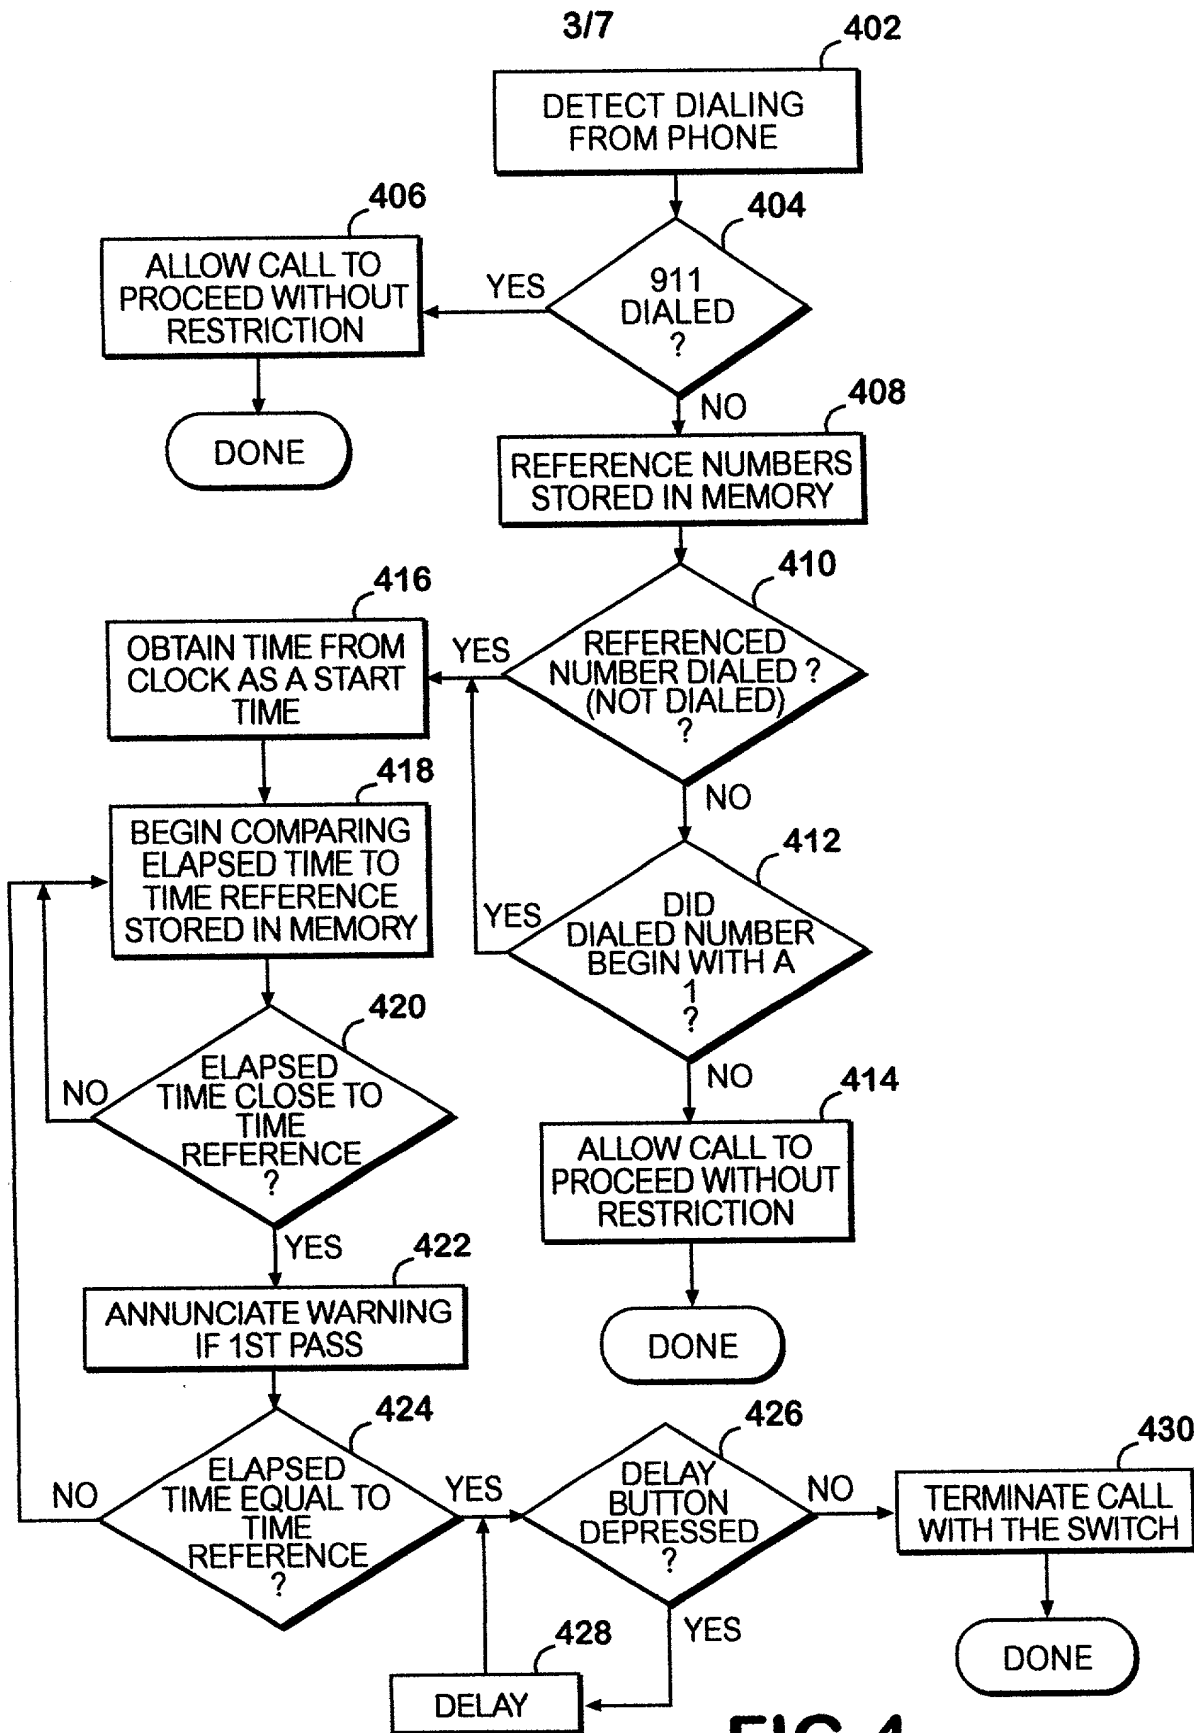 3/7
402
DETECT DIALING
FROM PHONE
404
911
DIALED
?
YES
406
ALLOW CALL TO
PROCEED WITHOUT
RESTRICTION
DONE
NO
408
REFERENCE NUMBERS
STORED IN MEMORY
410
REFERENCED
NUMBER DIALED ?
(NOT DIALED)
?
YES
416
OBTAIN TIME FROM
CLOCK AS A START
TIME
NO
412
DID
DIALED NUMBER
BEGIN WITH A
1
?
YES
418
BEGIN COMPARING
ELAPSED TIME TO
TIME REFERENCE
STORED IN MEMORY
NO
414
ALLOW CALL TO
PROCEED WITHOUT
RESTRICTION
DONE
420
ELAPSED
TIME CLOSE TO
TIME
REFERENCE
?
NO
YES
422
ANNUNCIATE WARNING
IF 1ST PASS
424
ELAPSED
TIME EQUAL TO
TIME
REFERENCE
?
NO
YES
426
DELAY
BUTTON
DEPRESSED
?
NO
430
TERMINATE CALL
WITH THE SWITCH
DONE
YES
428
DELAY
FIG 4